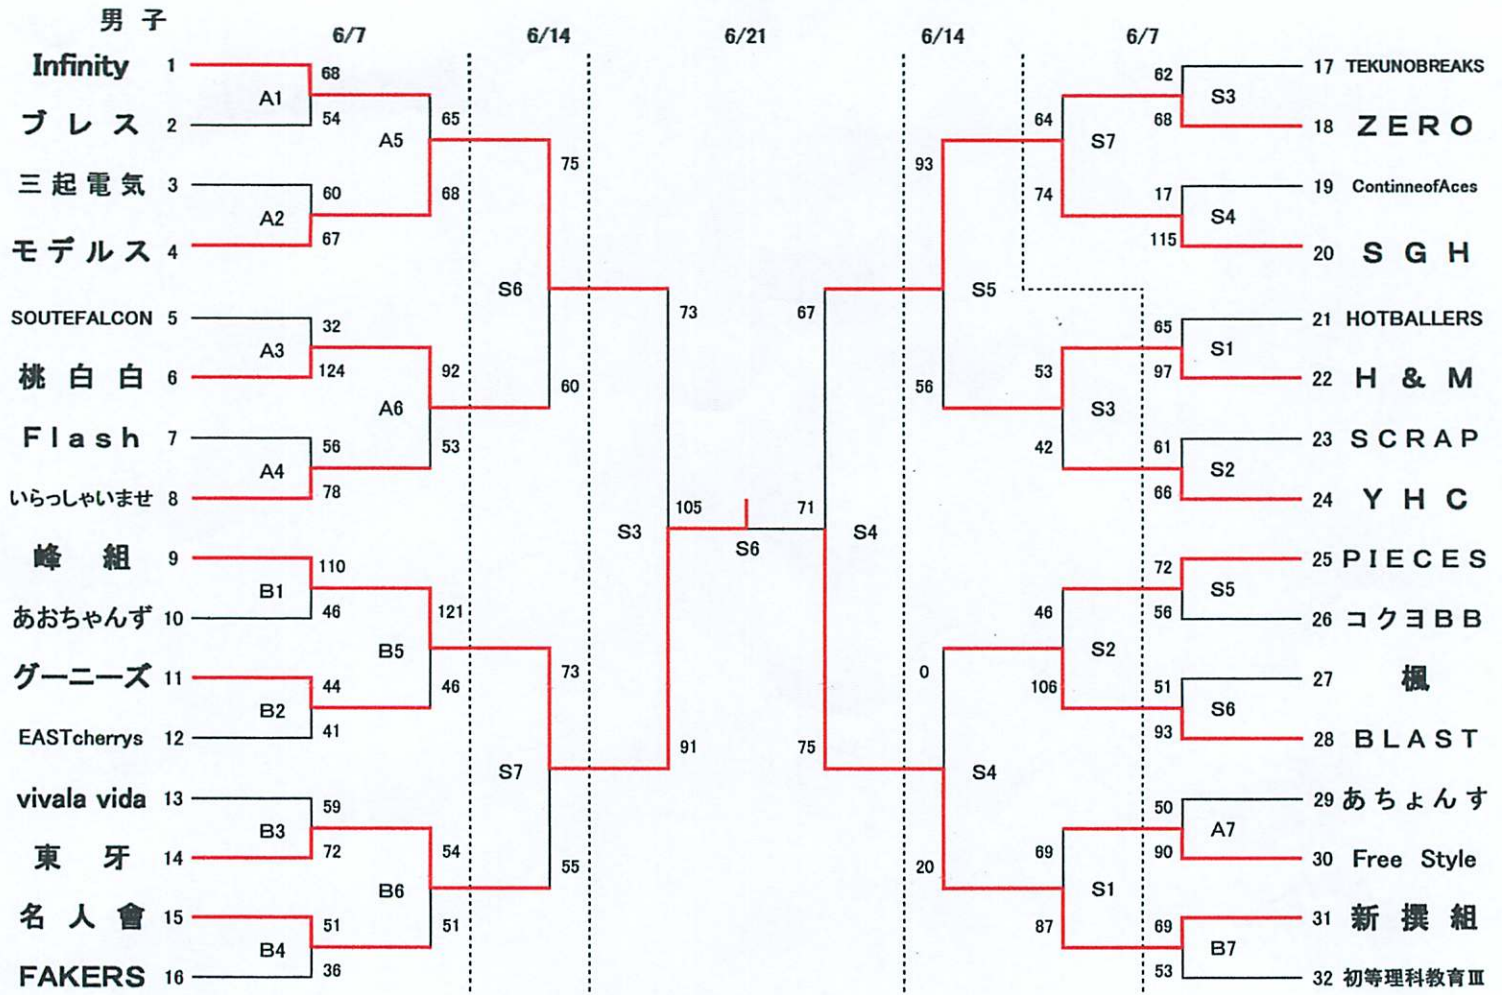 男子
6/7 6/14 6/21 6/14 6/7
Infinity 1
ブレス 2
三起電気 3
モデルス 4
SOUTEFALCON 5
桃白白 6
Flash 7
いらっしゃいませ 8
峰組 9
あおちゃんず 10
グーニーズ 11
EASTcherrys 12
vivala vida 13
東牙 14
名人會 15
FAKERS 16
68
A1
54
60
A2
67
32
A3
124
56
A4
78
110
B1
46
44
B2
41
59
B3
72
51
B4
36
65
A5
68
92
A6
53
121
B5
46
54
B6
51
75
S6
60
73
S7
55
73
S3
91
105
S6
71
67
S4
75
93
S5
56
0
S4
20
64
S7
74
53
S3
42
46
S2
106
69
S1
87
62
S3
68
17
S4
115
65
S1
97
61
S2
66
72
S5
56
51
S6
93
50
A7
90
69
B7
53
17 TEKUNOBREAKS
18 ZERO
19 ContinneofAces
20 SGH
21 HOTBALLERS
22 H & M
23 SCRAP
24 YHC
25 PIECES
26 コクヨBB
27 楓
28 BLAST
29 あちょんす
30 Free Style
31 新撰組
32 初等理科教育Ⅲ